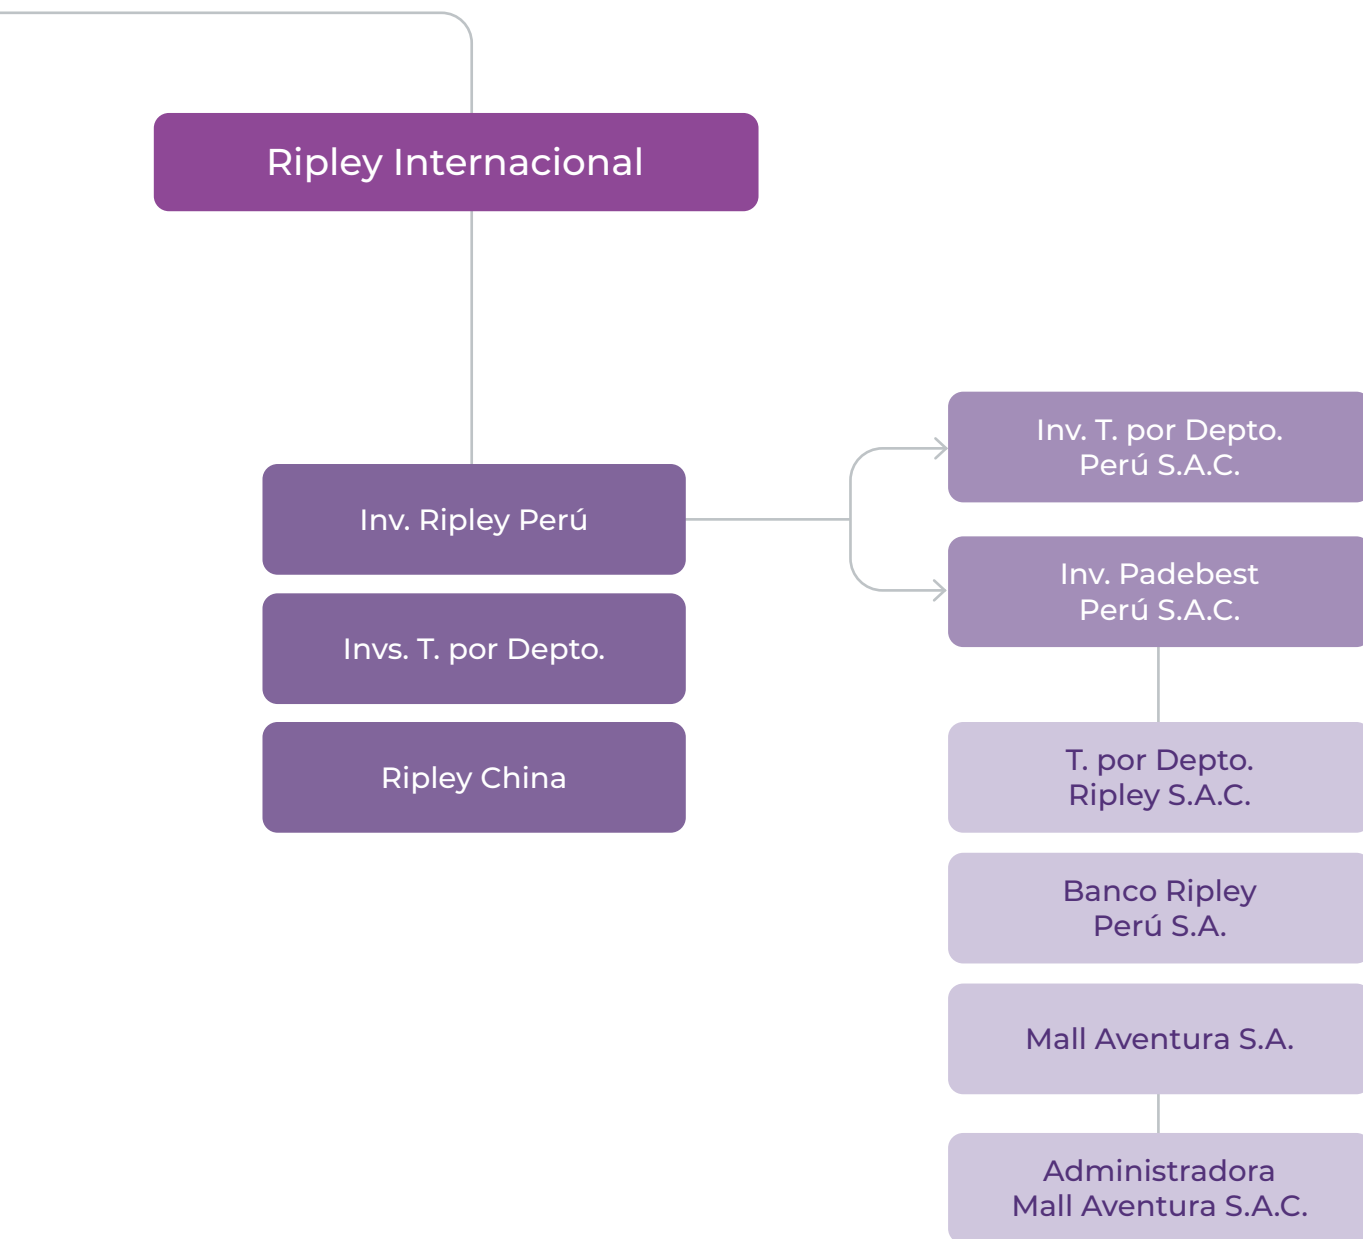 Ripley Internacional
Inv. Ripley Perú
Invs. T. por Depto.
Ripley China
Inv. T. por Depto.
Perú S.A.C.
Inv. Padebest
Perú S.A.C.
T. por Depto.
Ripley S.A.C.
Banco Ripley
Perú S.A.
Mall Aventura S.A.
Administradora
Mall Aventura S.A.C.